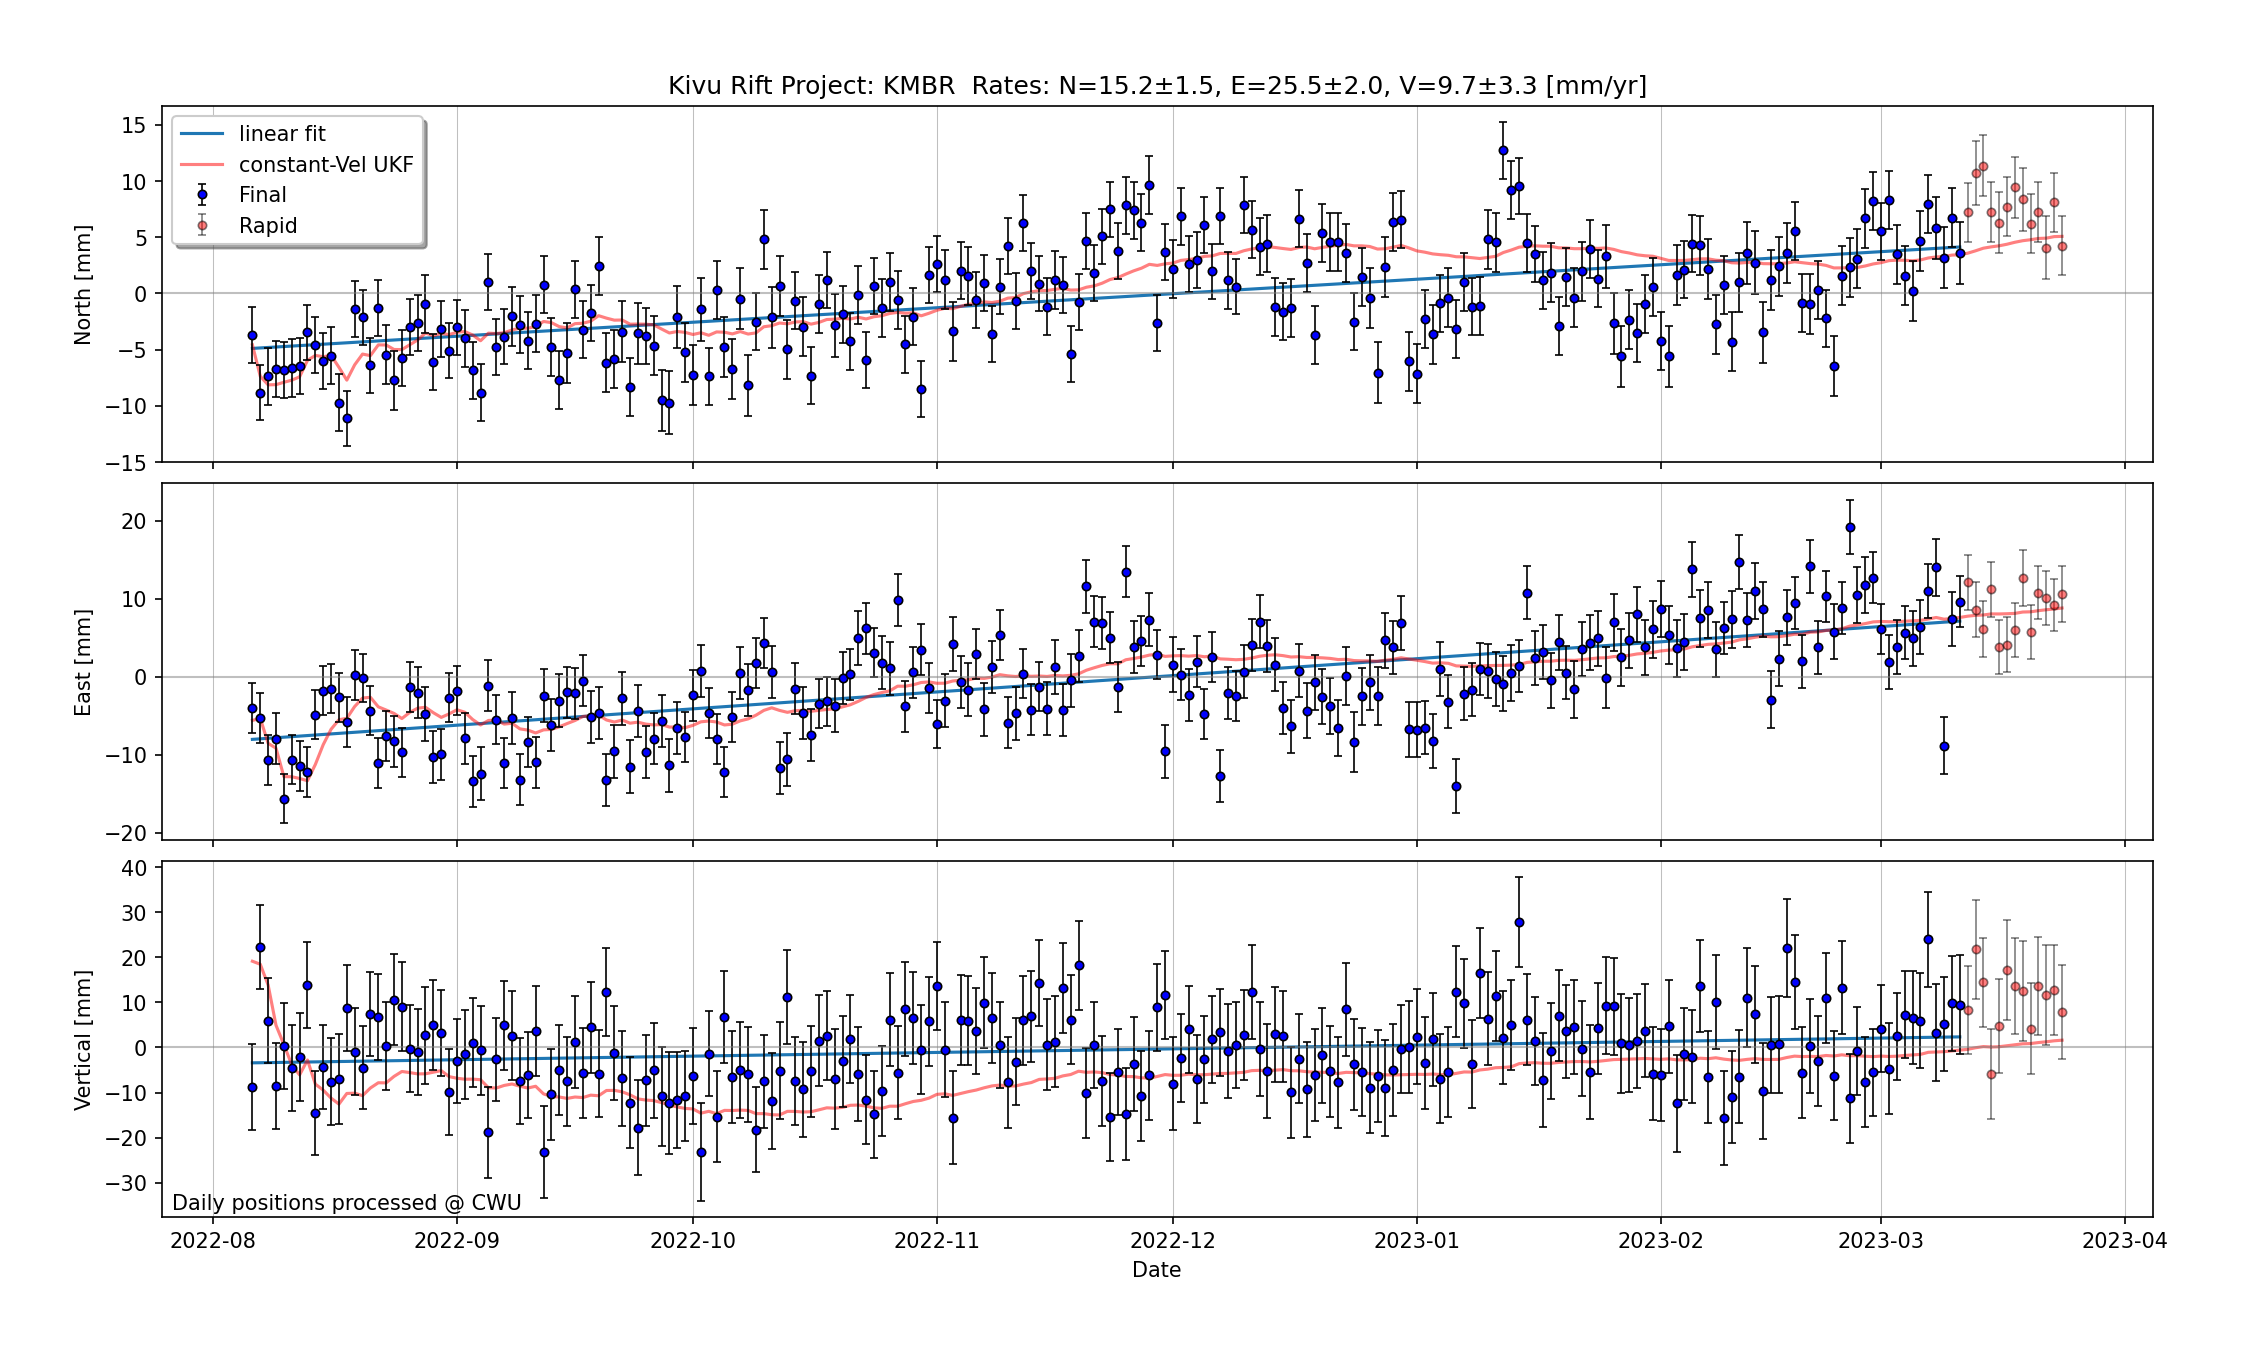 Kivu Rift Project: KMBR  Rates: N=15.2±1.5, E=25.5±2.0, V=9.7±3.3 [mm/yr]
linear fit
constant-Vel UKF
Final
Rapid
North [mm]
15
10
5
0
−5
−10
−15
East [mm]
20
10
0
−10
−20
Vertical [mm]
40
30
20
10
0
−10
−20
−30
Daily positions processed @ CWU
2022-08 2022-09 2022-10 2022-11 2022-12 2023-01 2023-02 2023-03 2023-04
Date